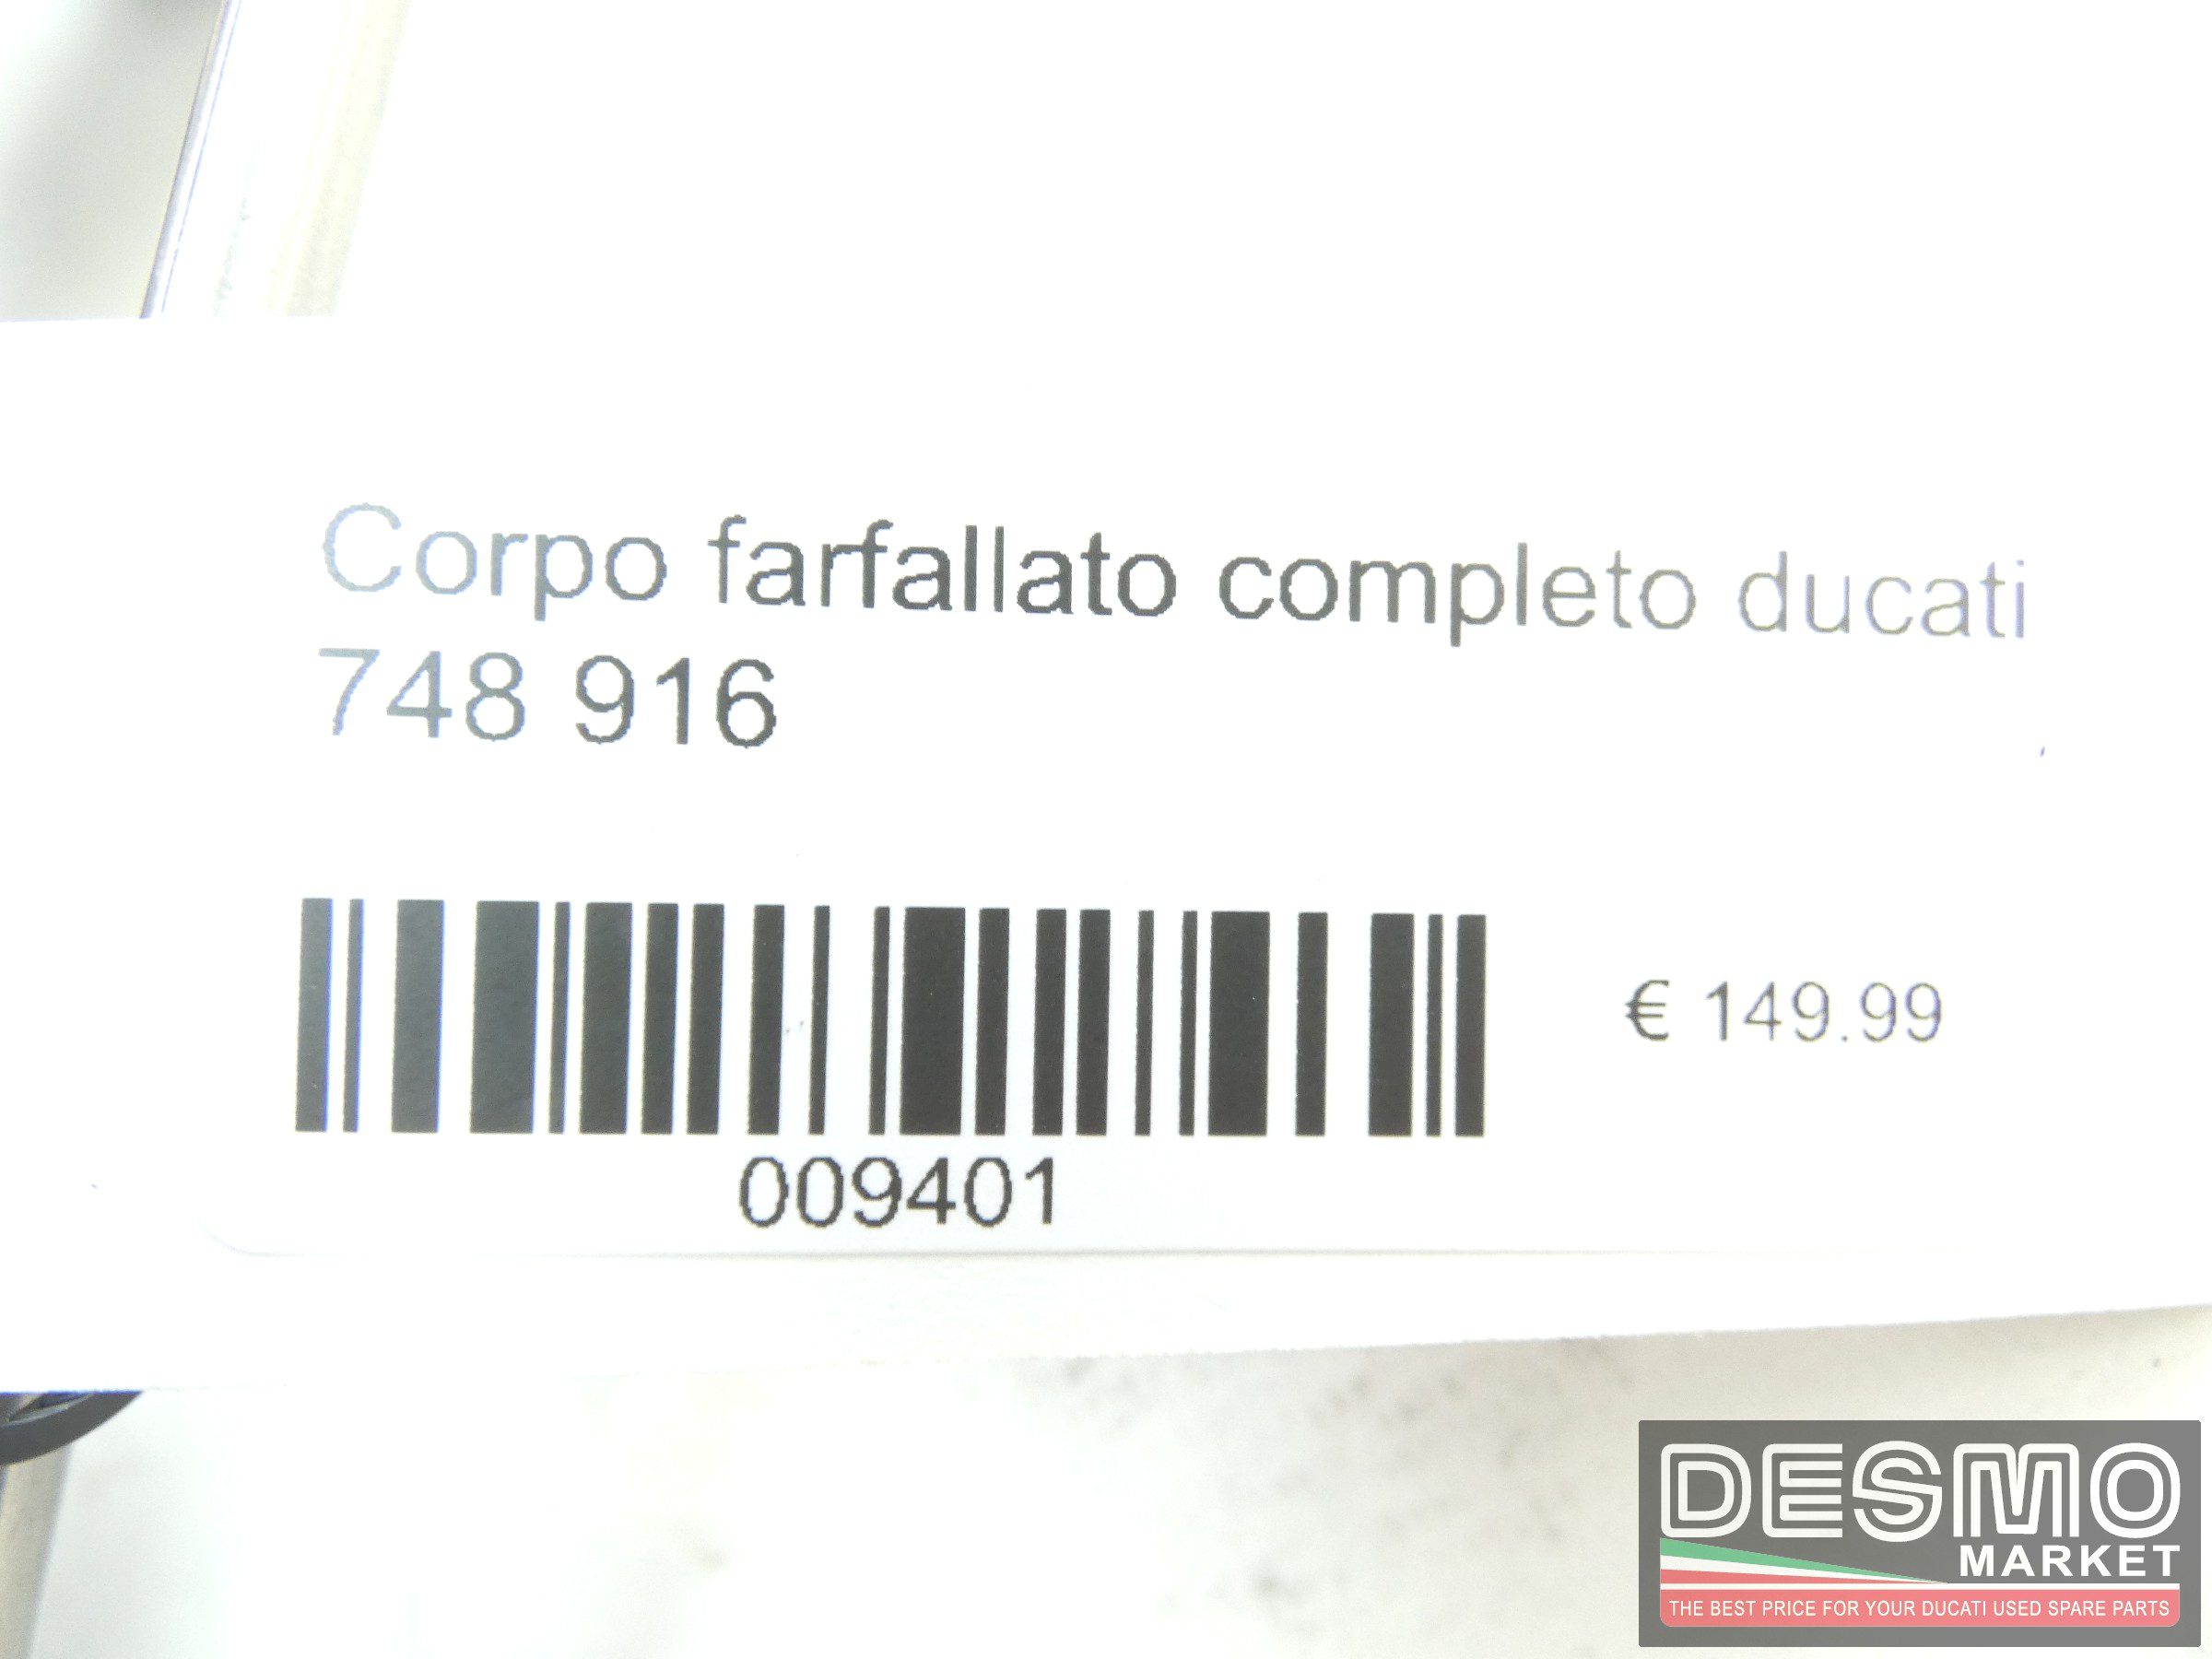 Corpo farfallato completo ducati
748 916
€ 149.99
009401
DESMO
MARKET
THE BEST PRICE FOR YOUR DUCATI USED SPARE PARTS